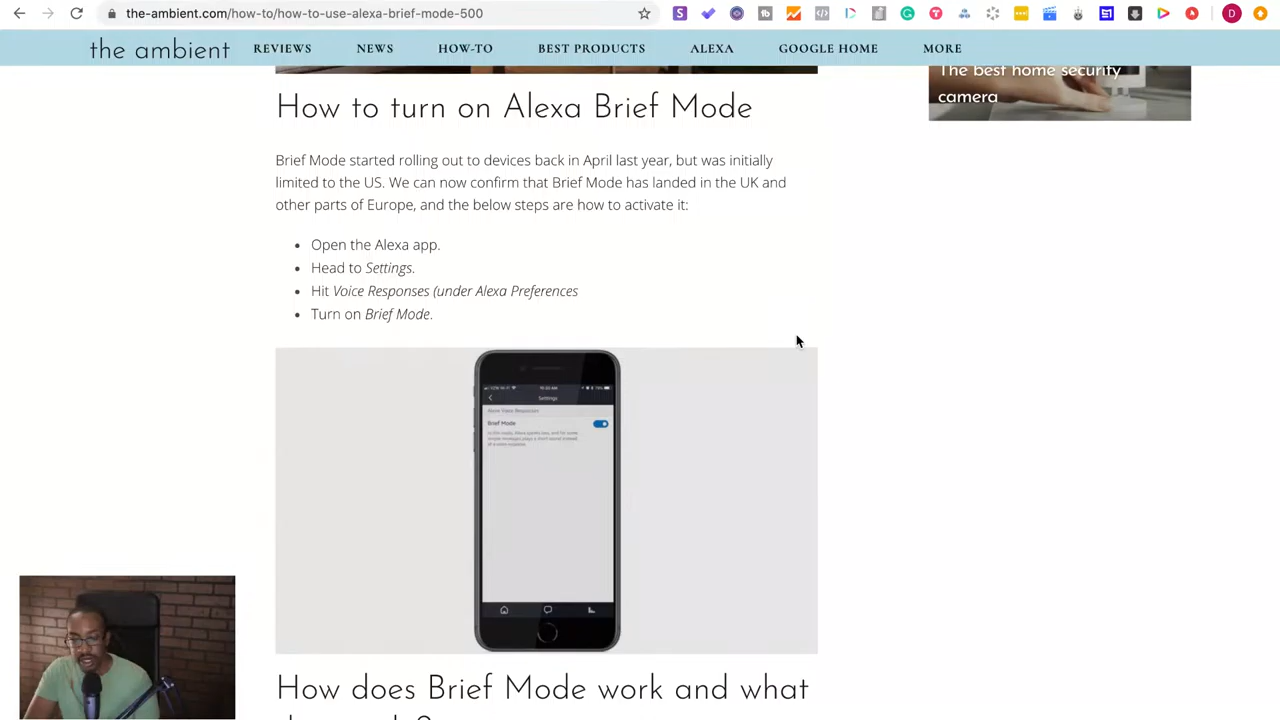 the-ambient.com/how-to/how-to-use-alexa-brief-mode-500
D
the ambient
REVIEWS NEWS HOW-TO BEST PRODUCTS ALEXA GOOGLE HOME MORE
The best home security
camera
How to turn on Alexa Brief Mode
Brief Mode started rolling out to devices back in April last year, but was initially
limited to the US. We can now confirm that Brief Mode has landed in the UK and
other parts of Europe, and the below steps are how to activate it:
• Open the Alexa app.
• Head to Settings.
• Hit Voice Responses (under Alexa Preferences
• Turn on Brief Mode.
Settings
Brief Mode
How does Brief Mode work and what